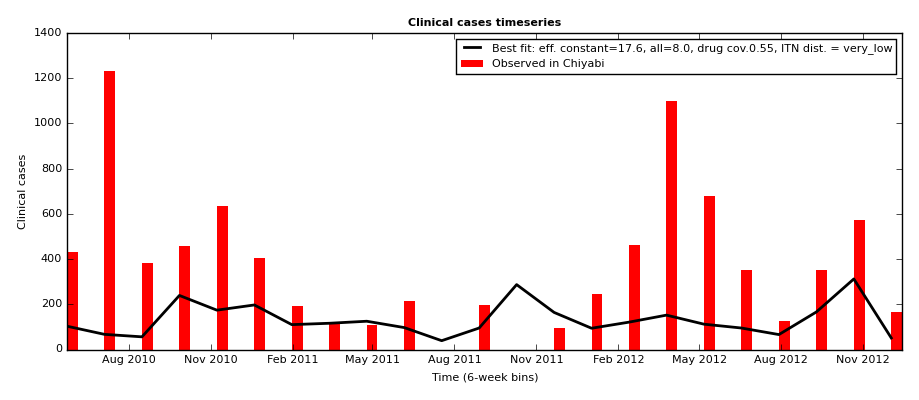 Clinical cases timeseries
1400
1200
1000
800
600
400
200
0
Clinical cases
Best fit: eff. constant=17.6, all=8.0, drug cov.0.55, ITN dist. = very_low
Observed in Chiyabi
Aug 2010 Nov 2010 Feb 2011 May 2011 Aug 2011 Nov 2011 Feb 2012 May 2012 Aug 2012 Nov 2012
Time (6-week bins)